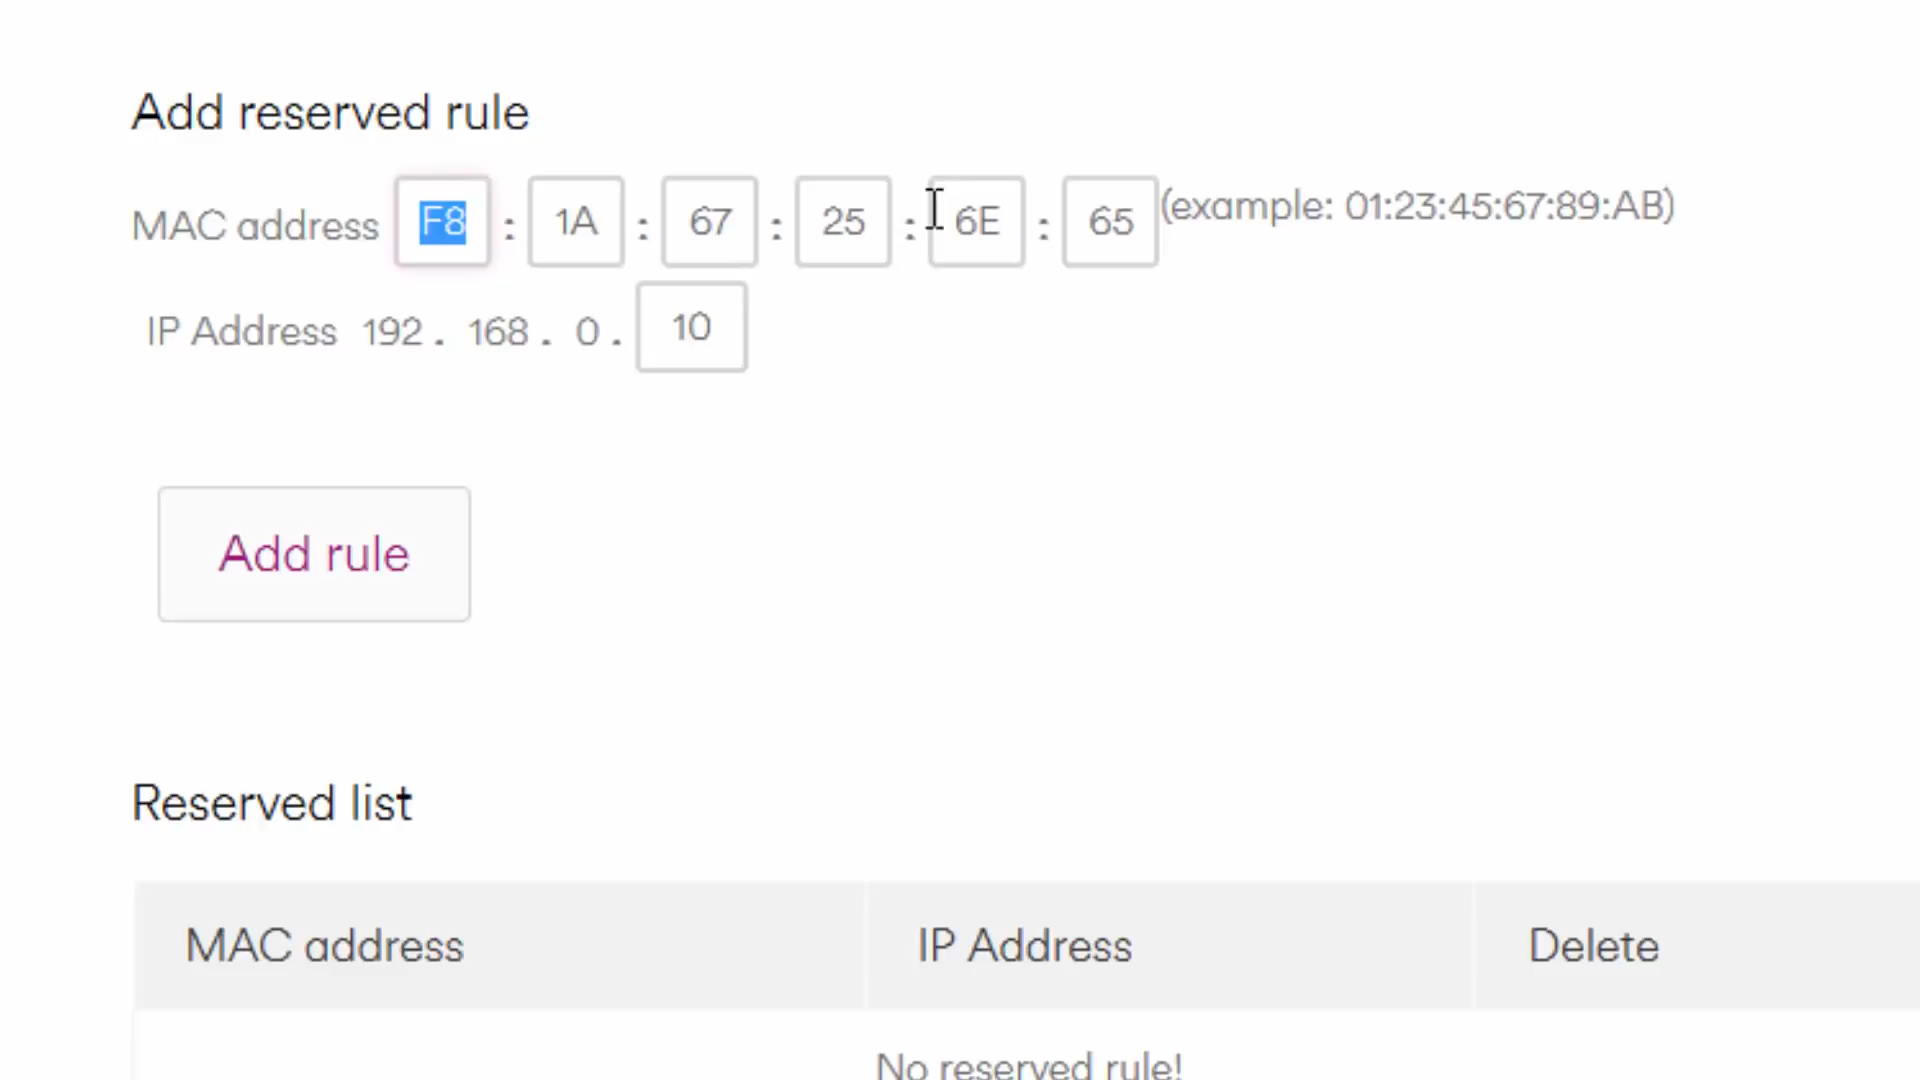 Add reserved rule
MAC address F8 : 1A : 67 : 25 : 6E : 65 (example: 01:23:45:67:89:AB)
IP Address 192 . 168 . 0 . 10
Add rule
Reserved list
MAC address IP Address Delete
No reserved rule!